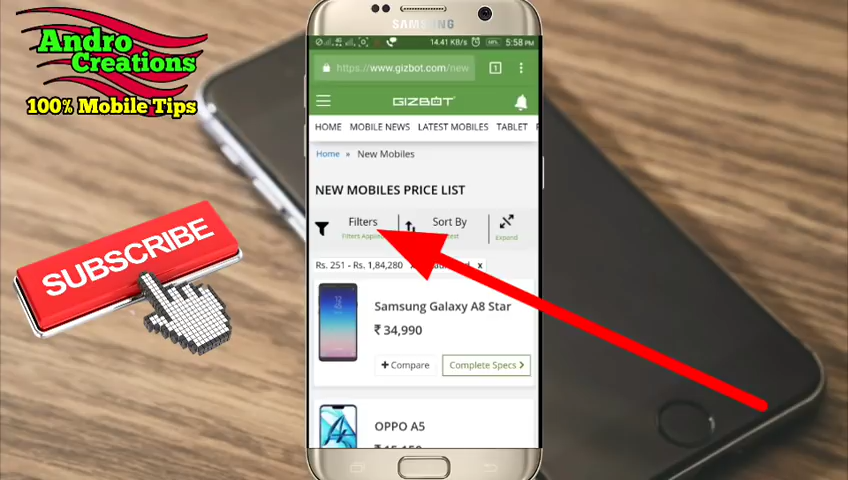 Andro
Creations
100% Mobile Tips
SUBSCRIBE
SAMSUNG
14.41 KB/s 5:58 PM
https://www.gizbot.com/new
1
GIZBOT
HOME MOBILE NEWS LATEST MOBILES TABLET
Home » New Mobiles
NEW MOBILES PRICE LIST
Filters
Filters Applied
Sort By
Expand
Rs. 251 - Rs. 1,84,280
x
Samsung Galaxy A8 Star
₹ 34,990
+ Compare
Complete Specs >
OPPO A5